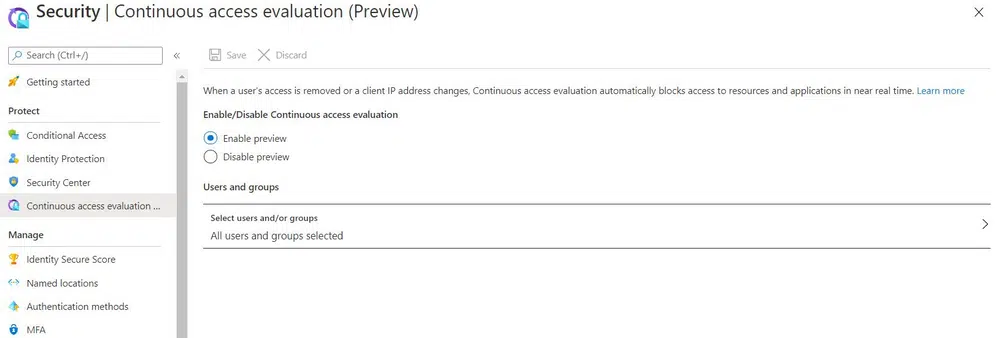 Security | Continuous access evaluation (Preview)
Search (Ctrl+/)
Getting started
Protect
Conditional Access
Identity Protection
Security Center
Continuous access evaluation ...
Manage
Identity Secure Score
Named locations
Authentication methods
MFA
Save Discard
When a user's access is removed or a client IP address changes, Continuous access evaluation automatically blocks access to resources and applications in near real time. Learn more
Enable/Disable Continuous access evaluation
Enable preview
Disable preview
Users and groups
Select users and/or groups
All users and groups selected